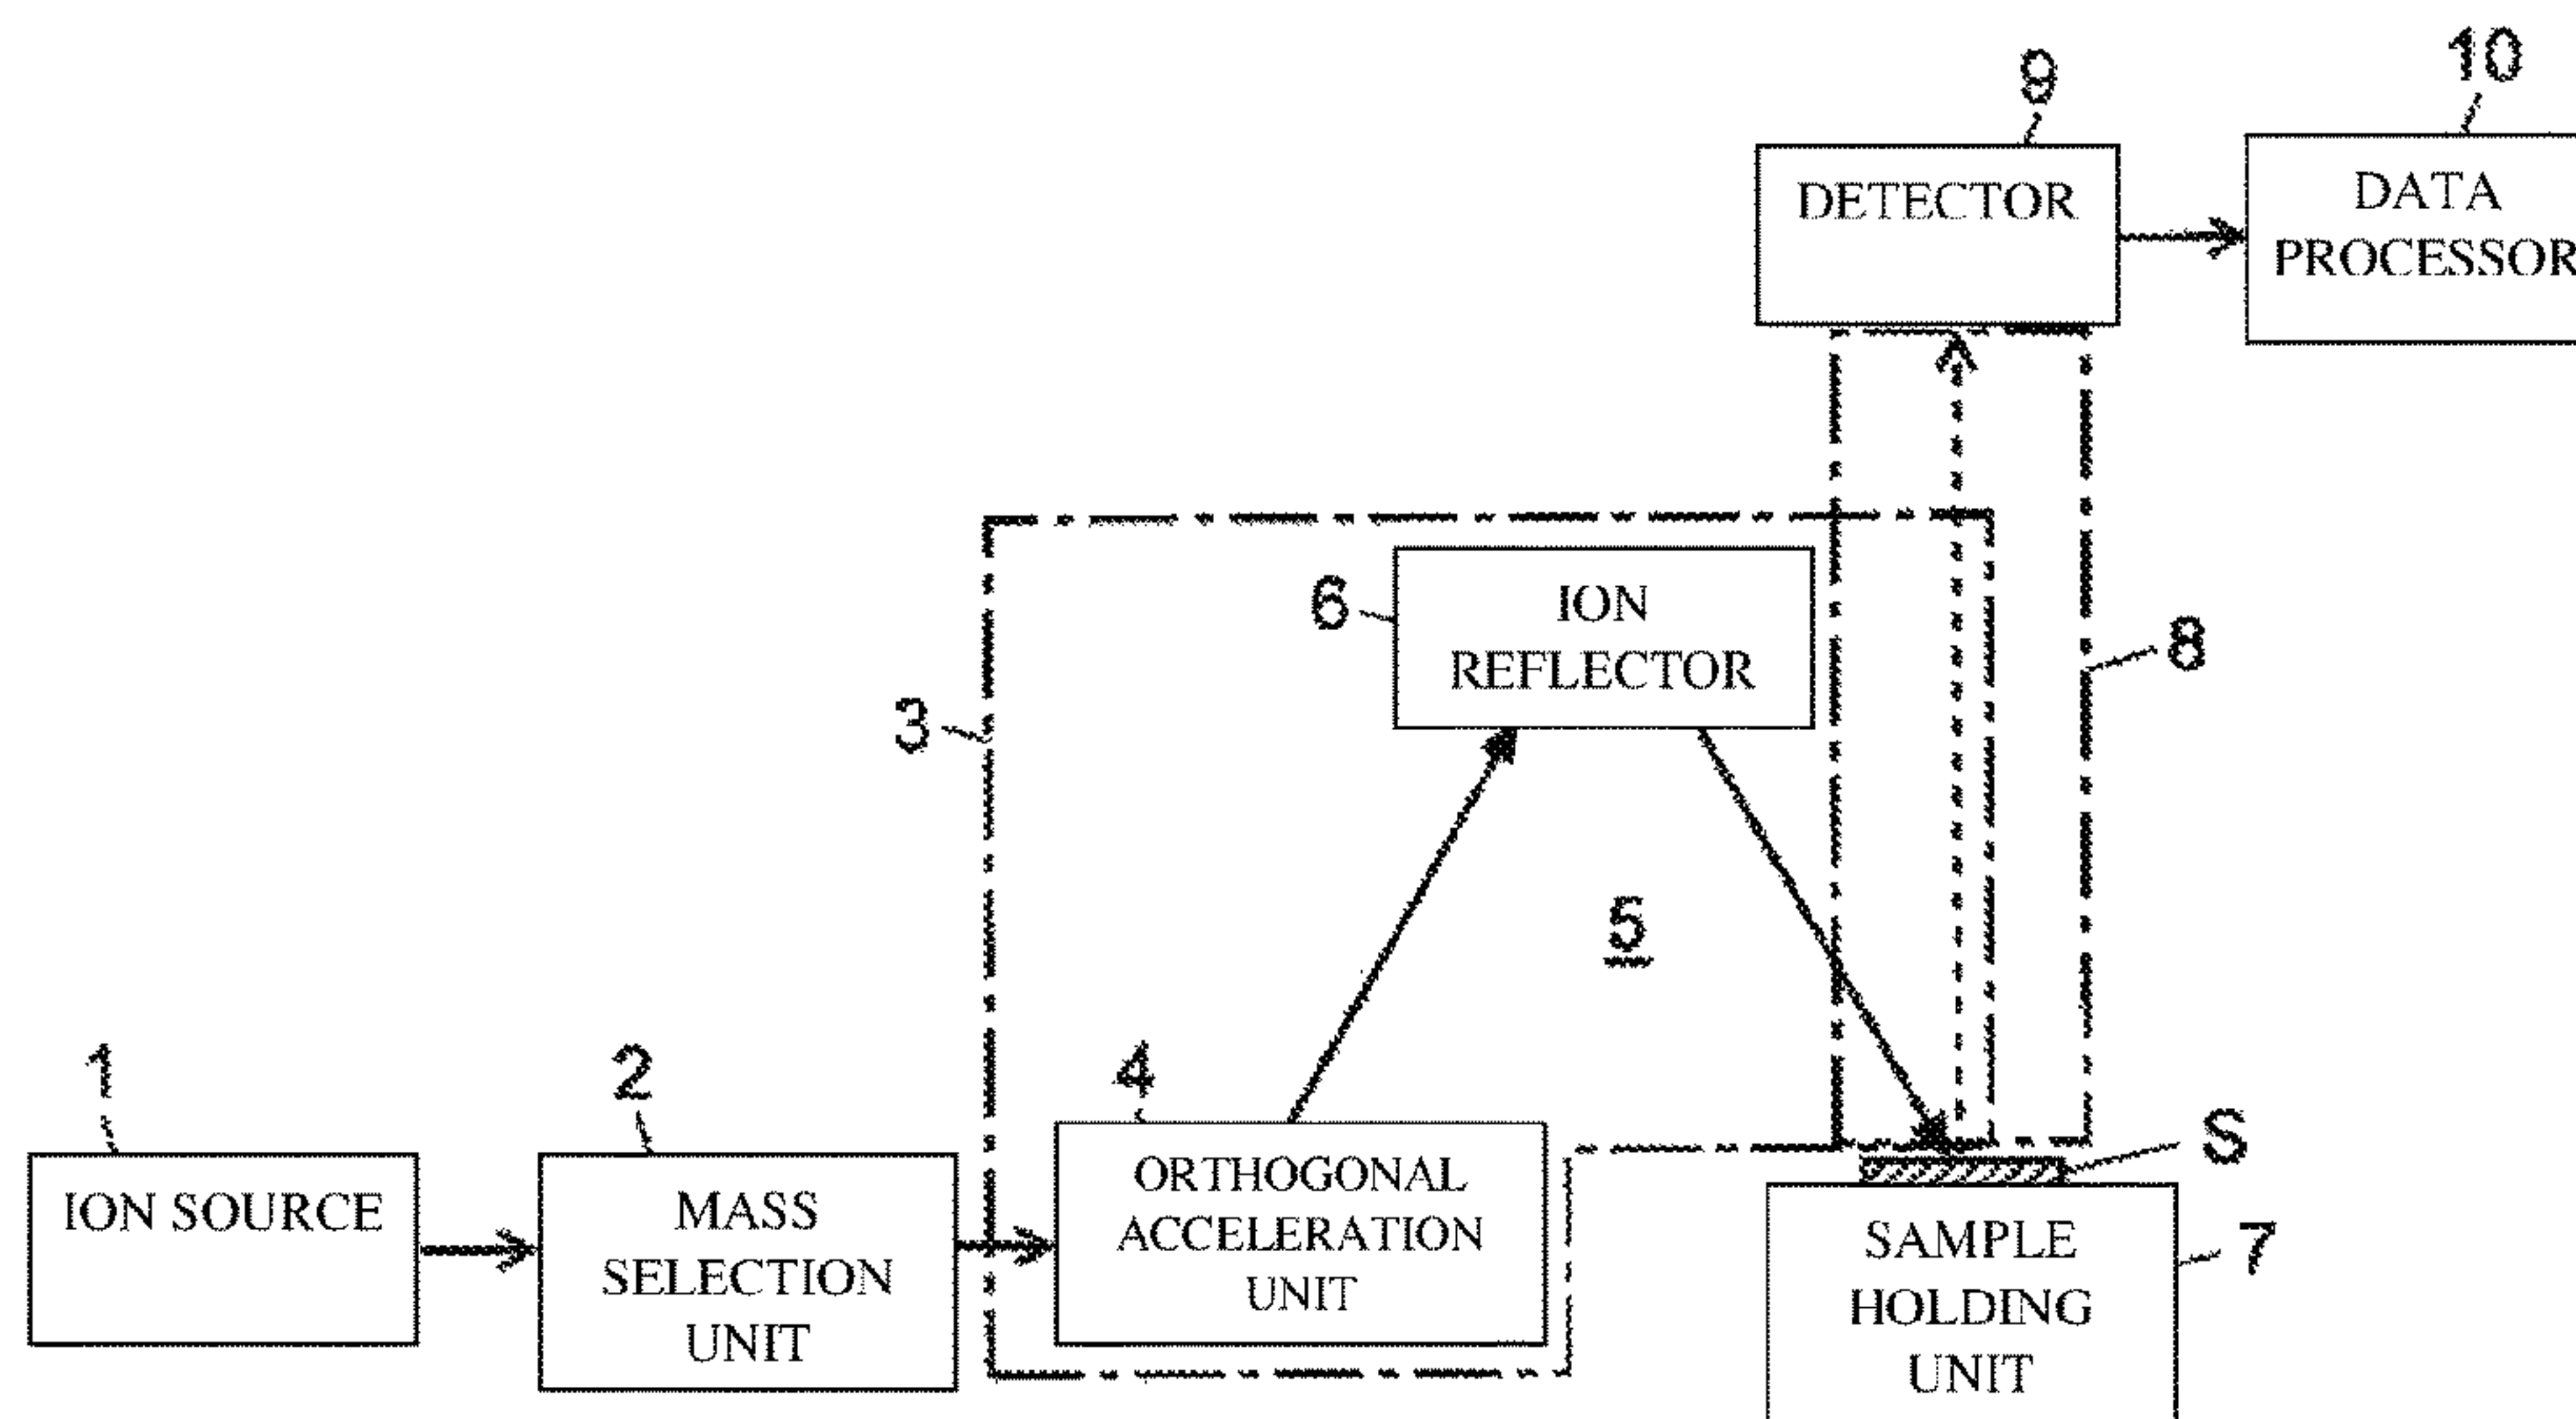 10
9
DETECTOR
DATA
PROCESSOR
6
ION
REFLECTOR
8
3
5
1
2
4
S
ION SOURCE
MASS
SELECTION
UNIT
ORTHOGONAL
ACCELERATION
UNIT
SAMPLE
HOLDING
UNIT
7